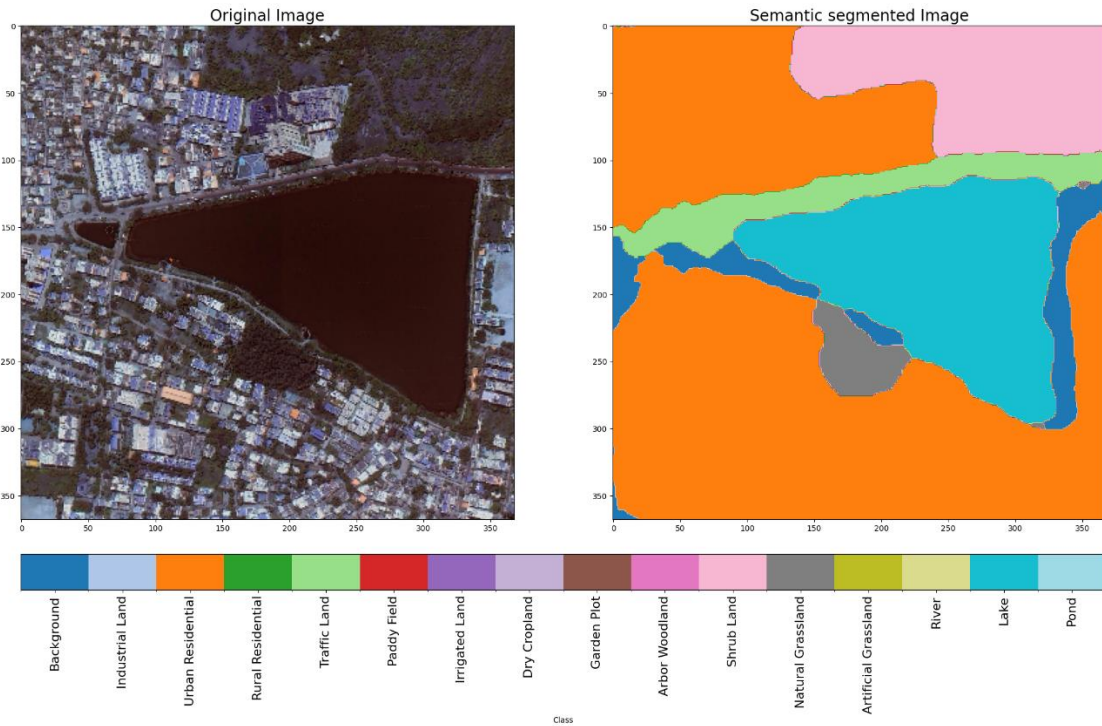 Original Image
Semantic segmented Image
0
50
100
150
200
250
300
350
0 50 100 150 200 250 300 350
0
50
100
150
200
250
300
350
0 50 100 150 200 250 300 350
Background
Industrial Land
Urban Residential
Rural Residential
Traffic Land
Paddy Field
Irrigated Land
Dry Cropland
Garden Plot
Arbor Woodland
Shrub Land
Natural Grassland
Artificial Grassland
River
Lake
Pond
Class